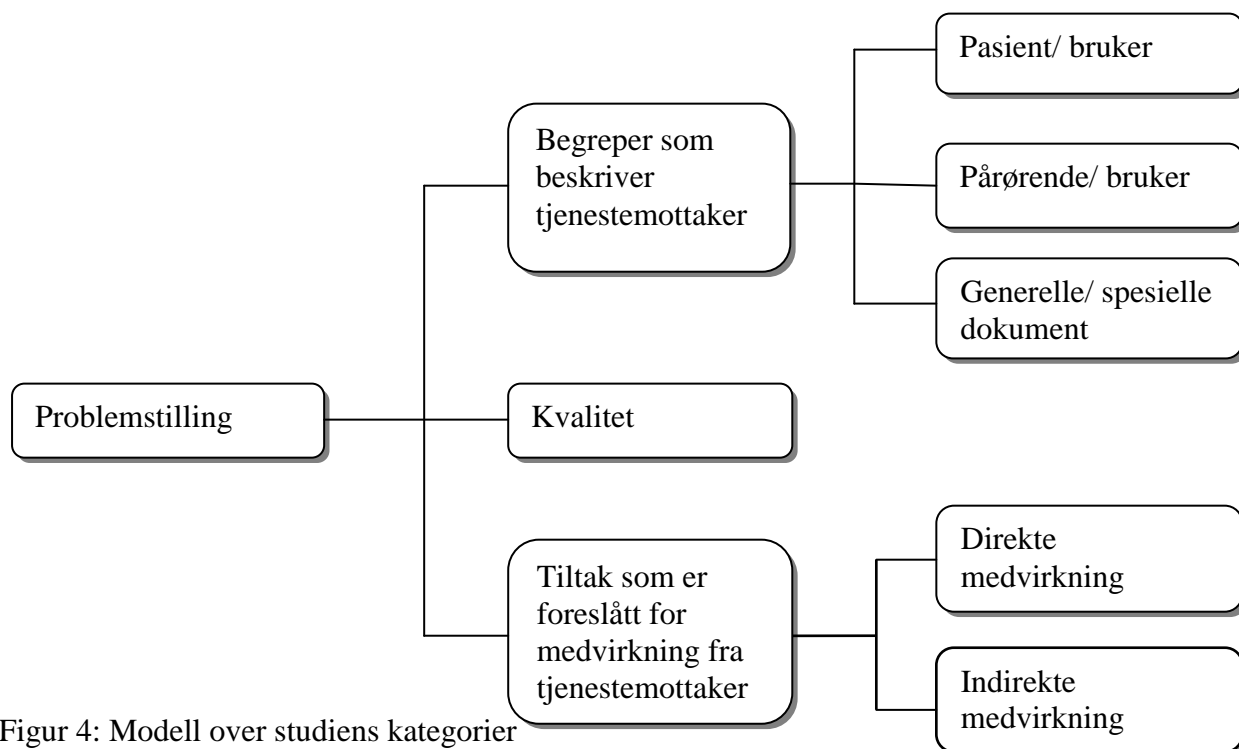 Pasient/ bruker
Begreper som
beskriver
tjenestemottaker
Pårørende/ bruker
Generelle/ spesielle
dokument
Problemstilling
Kvalitet
Tiltak som er
foreslått for
medvirkning fra
tjenestemottaker
Direkte
medvirkning
Indirekte
medvirkning
Figur 4: Modell over studiens kategorier